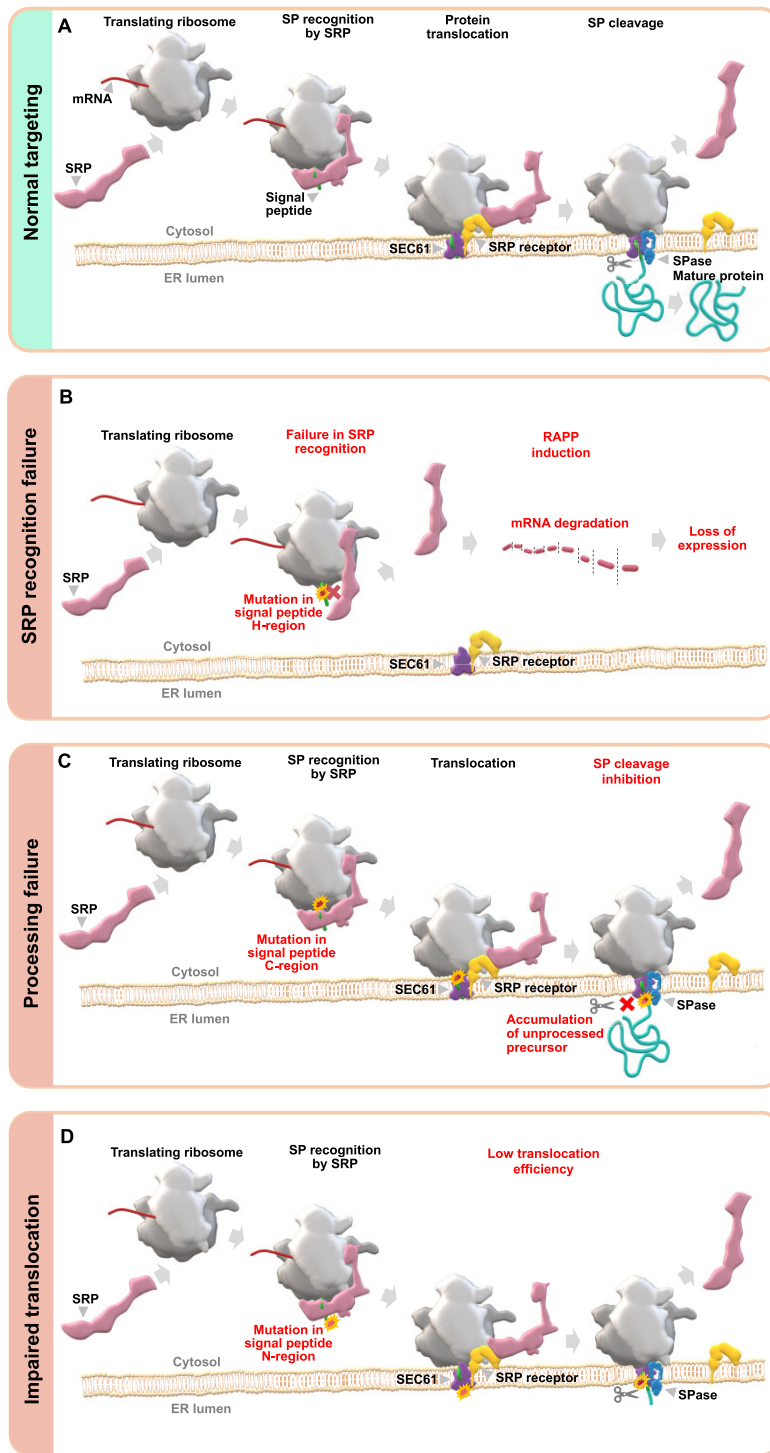 Normal targeting
A
Translating ribosome
SP recognition
by SRP
Protein
translocation
SP cleavage
mRNA
SRP
Signal
peptide
Cytosol
ER lumen
SEC61
SRP receptor
SPase
Mature protein
SRP recognition failure
B
Translating ribosome
Failure in SRP
recognition
RAPP
induction
mRNA degradation
Loss of
expression
SRP
Mutation in
signal peptide
H-region
Cytosol
ER lumen
SEC61
SRP receptor
Processing failure
C
Translating ribosome
SP recognition
by SRP
Translocation
SP cleavage
inhibition
SRP
Mutation in
signal peptide
C-region
Cytosol
ER lumen
SEC61
SRP receptor
SPase
Accumulation
of unprocessed
precursor
Impaired translocation
D
Translating ribosome
SP recognition
by SRP
Low translocation
efficiency
SRP
Mutation in
signal peptide
N-region
Cytosol
ER lumen
SEC61
SRP receptor
SPase